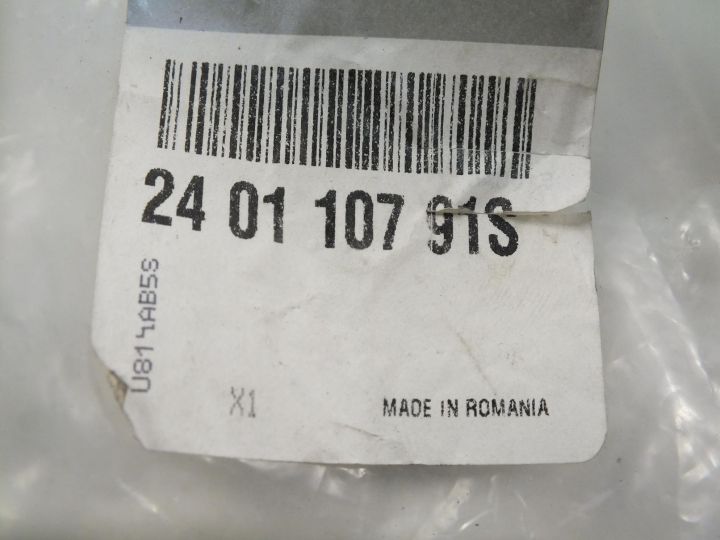 24 01 107 91S
U814AB5S
X1
MADE IN ROMANIA